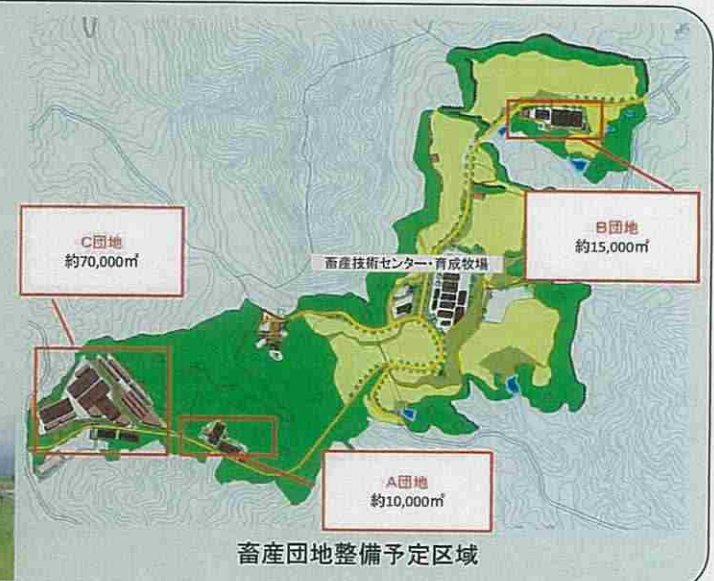 C団地
約70,000㎡
B団地
約15,000㎡
畜産技術センター・育成牧場
A団地
約10,000㎡
畜産団地整備予定区域